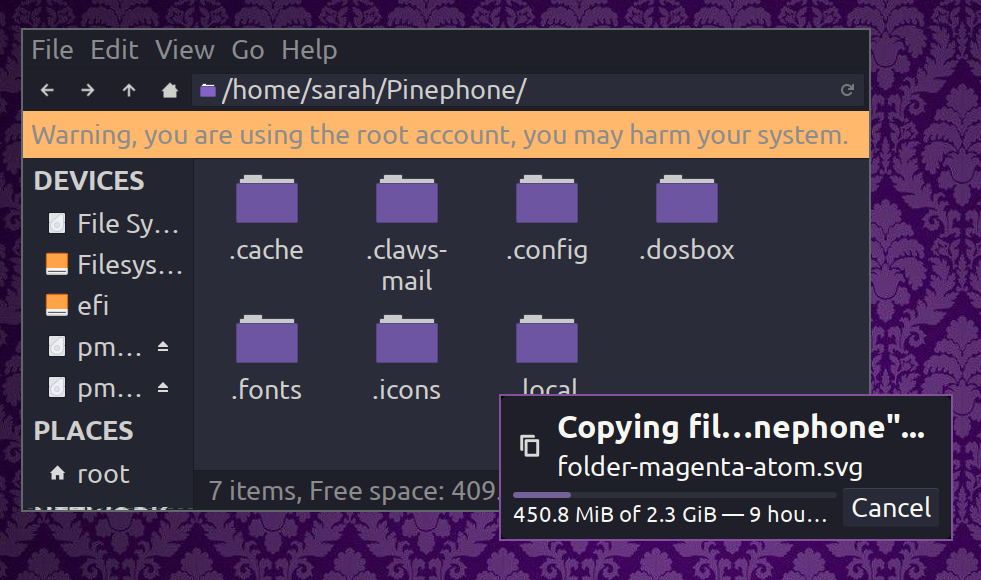 File Edit View Go Help
/home/sarah/Pinephone/
Warning, you are using the root account, you may harm your system.
DEVICES
File Sy...
Filesys...
efi
pm...
pm...
PLACES
root
NETWORK
.cache
.claws-
mail
.config
.dosbox
.fonts
.icons
.local
7 items, Free space: 409.
Copying fil...nephone"...
folder-magenta-atom.svg
450.8 MiB of 2.3 GiB — 9 hou...
Cancel